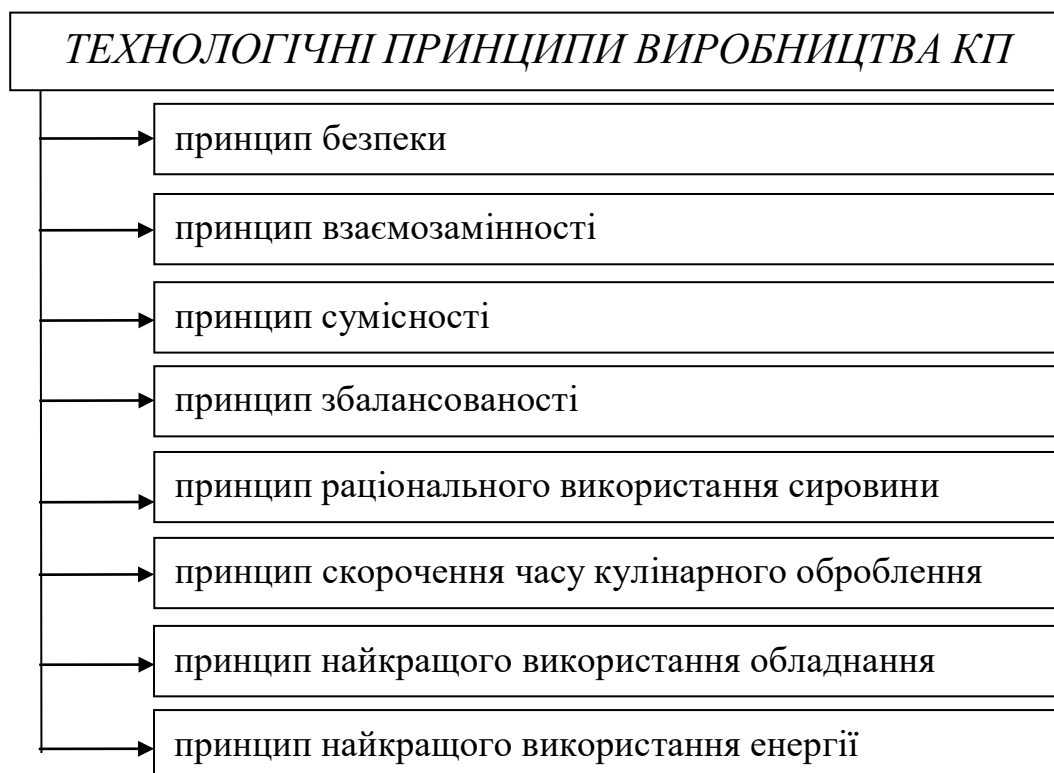 ТЕХНОЛОГІЧНІ ПРИНЦИПИ ВИРОБНИЦТВА КП
принцип безпеки
принцип взаємозамінності
принцип сумісності
принцип збалансованості
принцип раціонального використання сировини
принцип скорочення часу кулінарного оброблення
принцип найкращого використання обладнання
принцип найкращого використання енергії